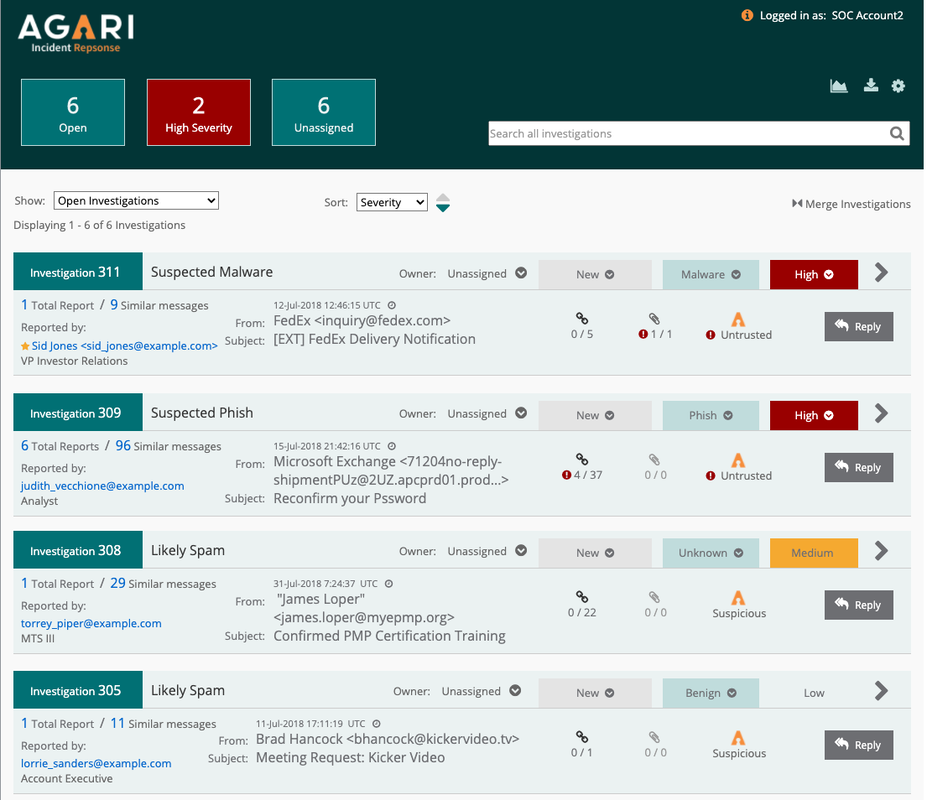 AGARI
Incident Repsonse
Logged in as: SOC Account2
6
Open
2
High Severity
6
Unassigned
Search all investigations
Show: Open Investigations
Sort: Severity
Merge Investigations
Displaying 1 - 6 of 6 Investigations
Investigation 311 Suspected Malware Owner: Unassigned New Malware High
1 Total Report / 9 Similar messages
Reported by:
Sid Jones <sid_jones@example.com>
VP Investor Relations
12-Jul-2018 12:46:15 UTC
From: FedEx <inquiry@fedex.com>
Subject: [EXT] FedEx Delivery Notification
0 / 5
1 / 1
Untrusted
Reply
Investigation 309 Suspected Phish Owner: Unassigned New Phish High
6 Total Reports / 96 Similar messages
Reported by:
judith_vecchione@example.com
Analyst
15-Jul-2018 21:42:16 UTC
From: Microsoft Exchange <71204no-reply-
shipmentPUz@2UZ.apcprd01.prod...>
Subject: Reconfirm your Pssword
4 / 37
0 / 0
Untrusted
Reply
Investigation 308 Likely Spam Owner: Unassigned New Unknown Medium
1 Total Report / 29 Similar messages
Reported by:
torrey_piper@example.com
MTS III
31-Jul-2018 7:24:37 UTC
From: "James Loper"
<james.loper@myepmp.org>
Subject: Confirmed PMP Certification Training
0 / 22
0 / 0
Suspicious
Reply
Investigation 305 Likely Spam Owner: Unassigned New Benign Low
1 Total Report / 11 Similar messages
Reported by:
lorrie_sanders@example.com
Account Executive
11-Jul-2018 17:11:19 UTC
From: Brad Hancock <bhancock@kickervideo.tv>
Subject: Meeting Request: Kicker Video
0 / 1
0 / 0
Suspicious
Reply